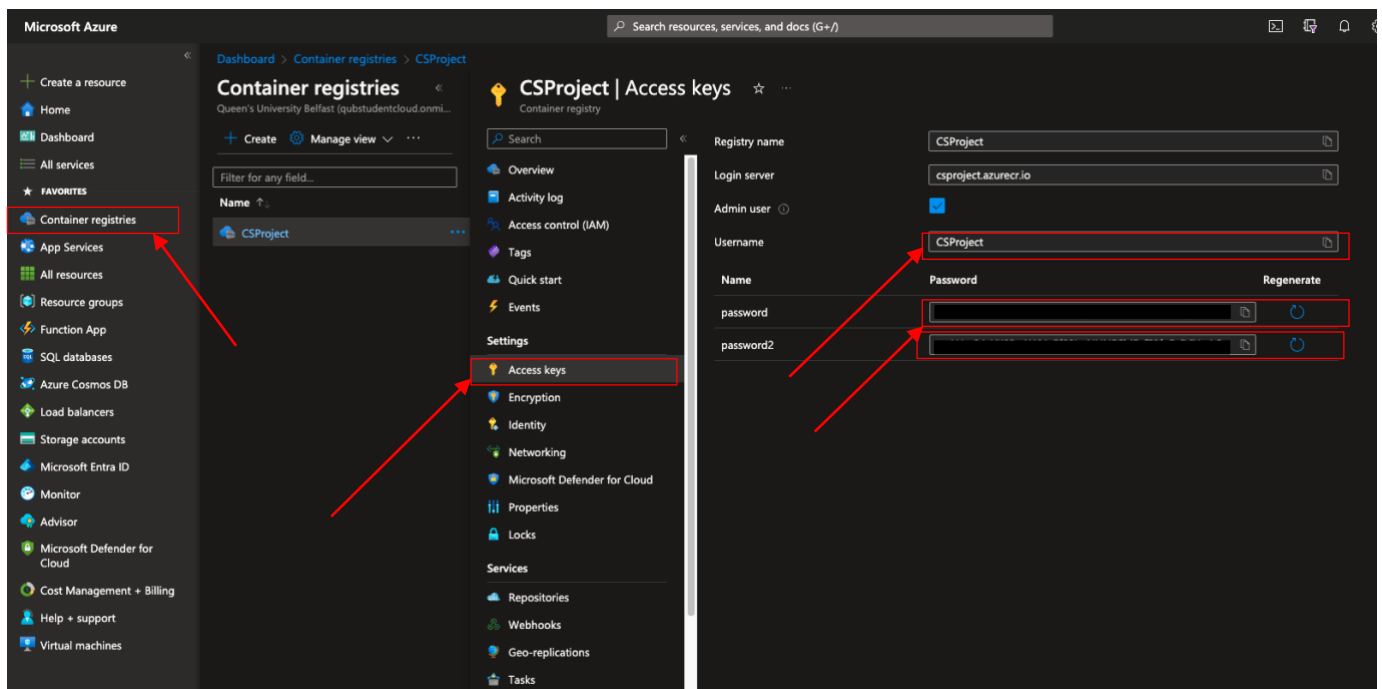 Microsoft Azure
Search resources, services, and docs (G+/)
Create a resource
Home
Dashboard
All services
FAVORITES
Container registries
App Services
All resources
Resource groups
Function App
SQL databases
Azure Cosmos DB
Load balancers
Storage accounts
Microsoft Entra ID
Monitor
Advisor
Microsoft Defender for
Cloud
Cost Management + Billing
Help + support
Virtual machines
Dashboard > Container registries > CSProject
Container registries
Queen's University Belfast (qubstudentcloud.onmi...
Create
Manage view
Filter for any field...
Name
CSProject
CSProject | Access keys
Container registry
Search
Overview
Activity log
Access control (IAM)
Tags
Quick start
Events
Settings
Access keys
Encryption
Identity
Networking
Microsoft Defender for Cloud
Properties
Locks
Services
Repositories
Webhooks
Geo-replications
Tasks
Registry name
CSProject
Login server
csproject.azurecr.io
Admin user
Username
CSProject
Name Password Regenerate
password
password2